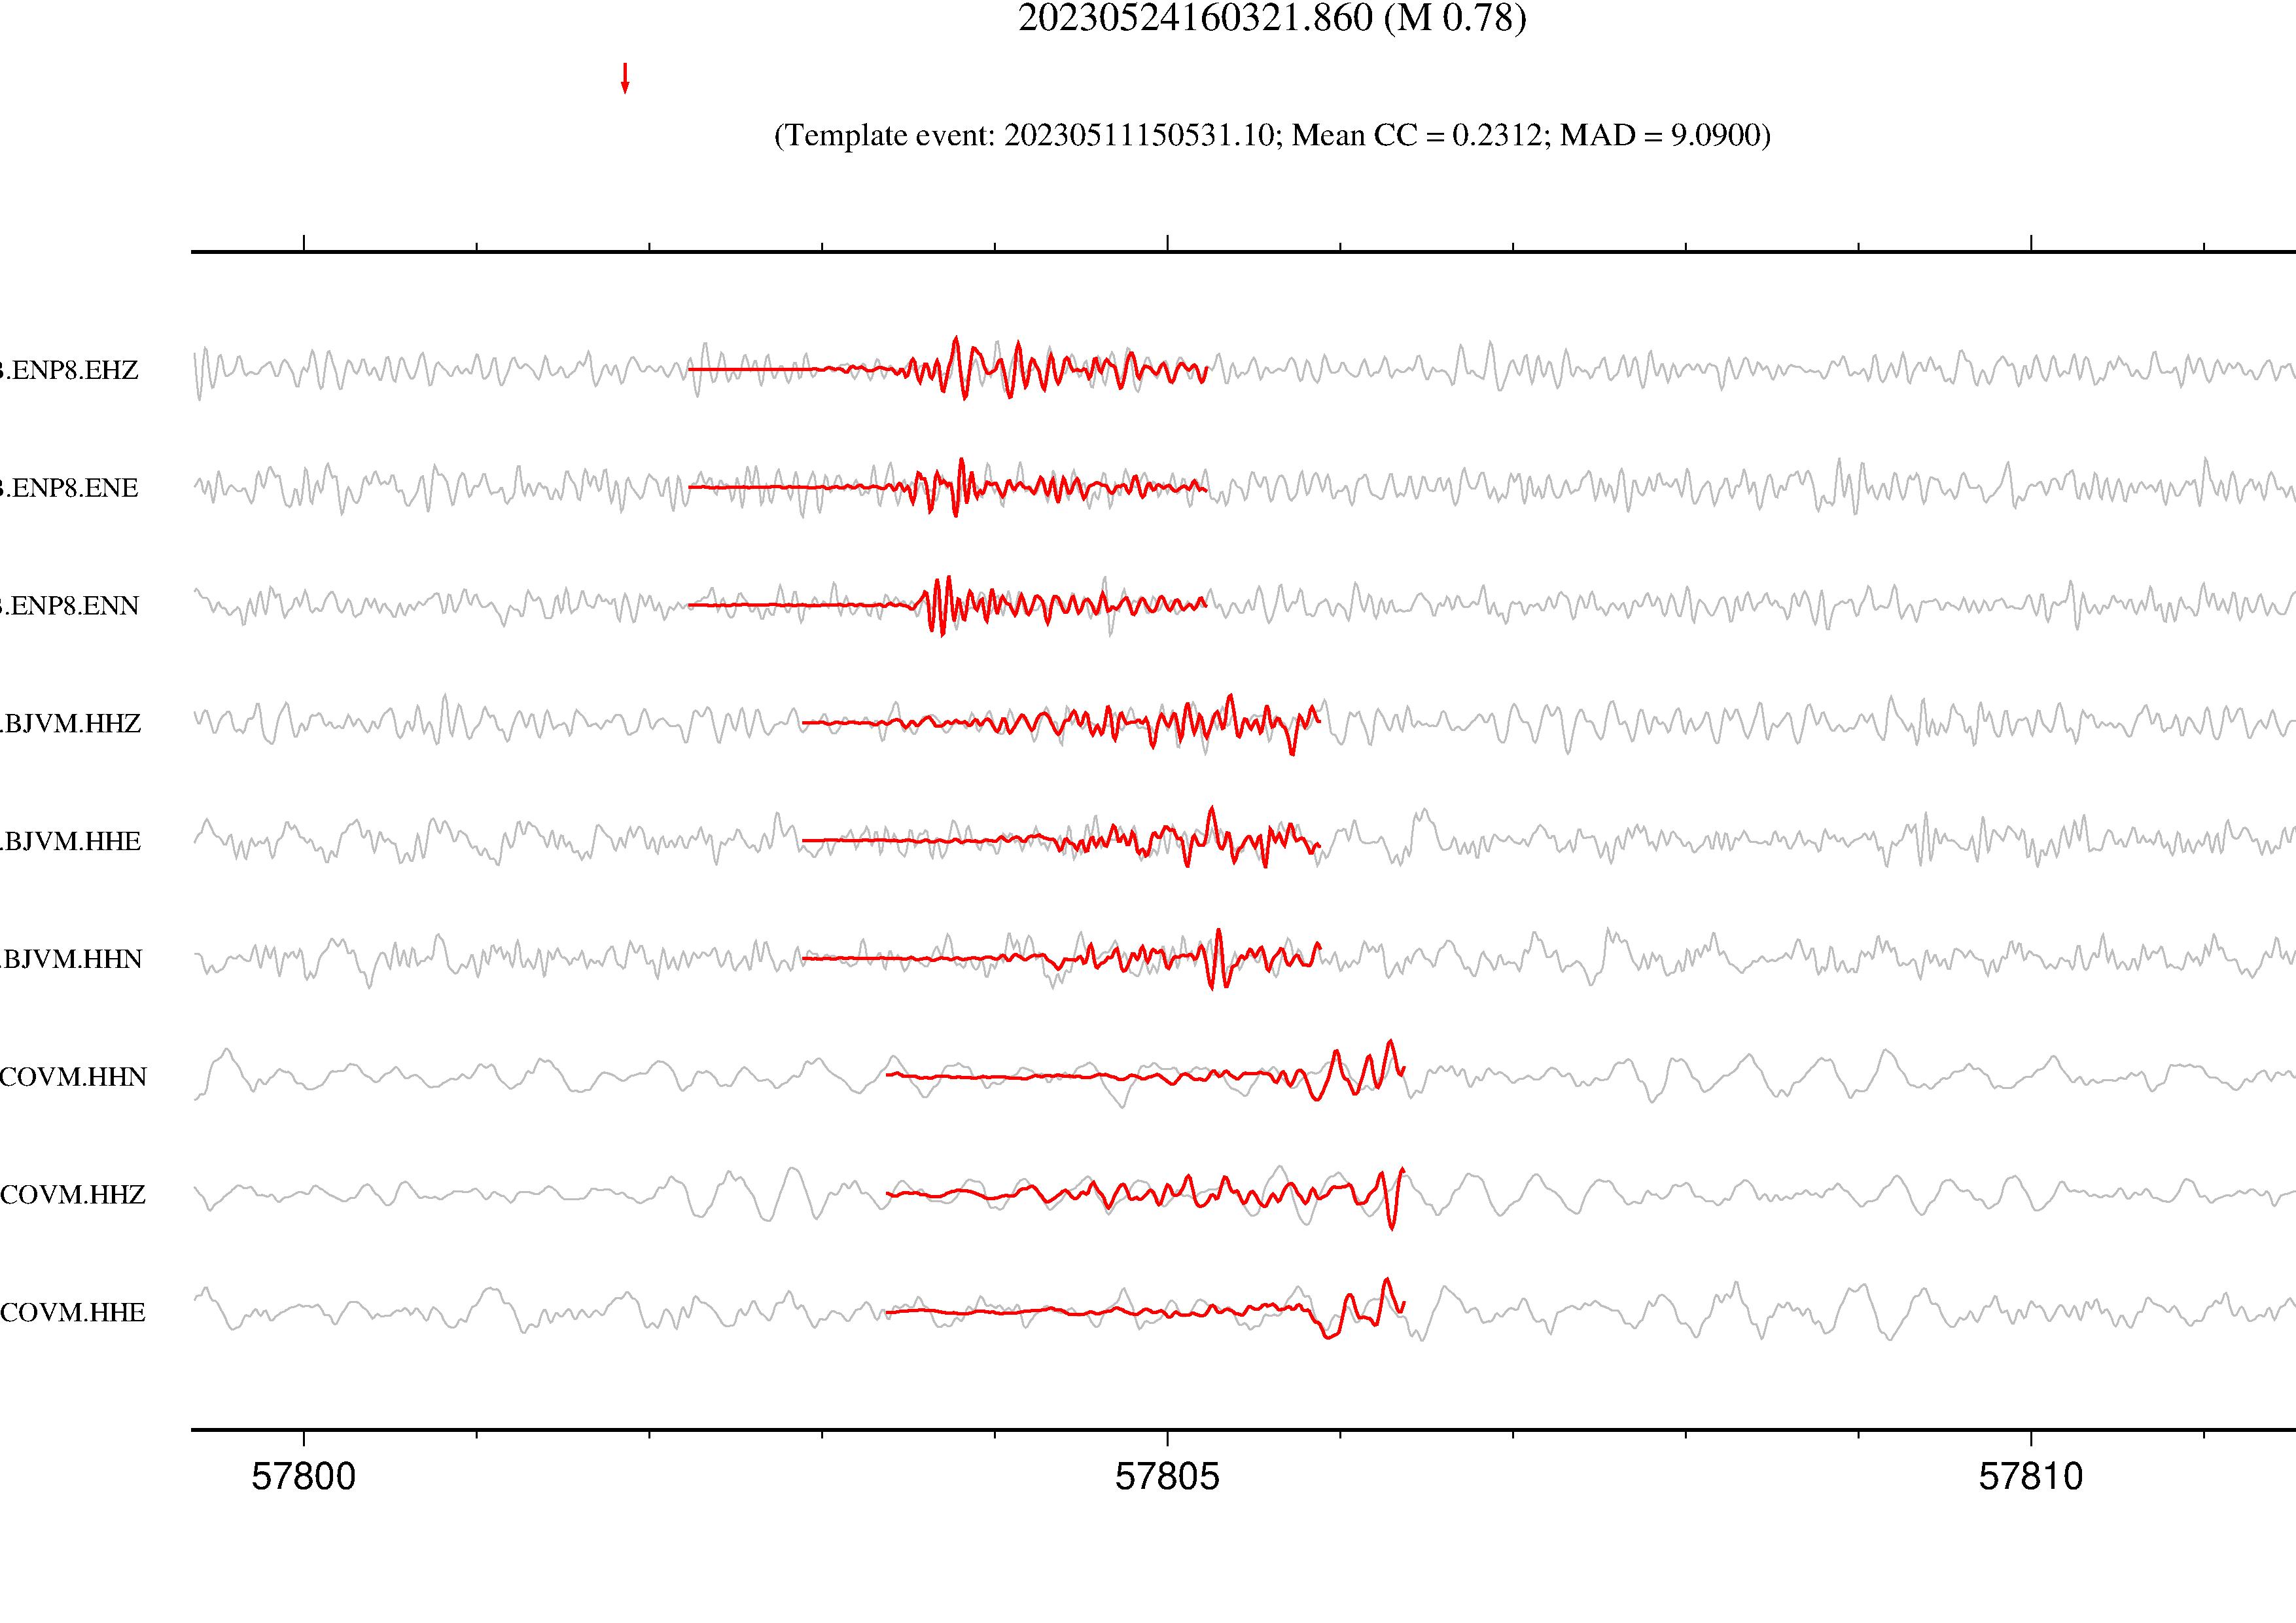 20230524160321.860 (M 0.78)
(Template event: 20230511150531.10; Mean CC = 0.2312; MAD = 9.0900)
.ENP8.EHZ
.ENP8.ENE
.ENP8.ENN
.BJVM.HHZ
.BJVM.HHE
.BJVM.HHN
COVM.HHN
COVM.HHZ
COVM.HHE
57800 57805 57810